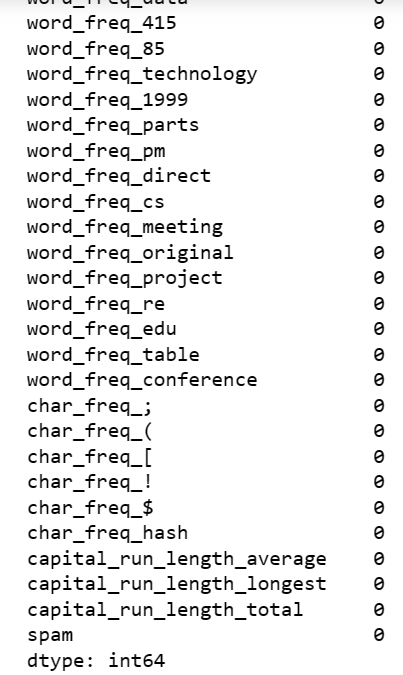 word_freq_data 0
word_freq_415 0
word_freq_85 0
word_freq_technology 0
word_freq_1999 0
word_freq_parts 0
word_freq_pm 0
word_freq_direct 0
word_freq_cs 0
word_freq_meeting 0
word_freq_original 0
word_freq_project 0
word_freq_re 0
word_freq_edu 0
word_freq_table 0
word_freq_conference 0
char_freq_; 0
char_freq_( 0
char_freq_[ 0
char_freq_! 0
char_freq_$ 0
char_freq_hash 0
capital_run_length_average 0
capital_run_length_longest 0
capital_run_length_total 0
spam 0
dtype: int64